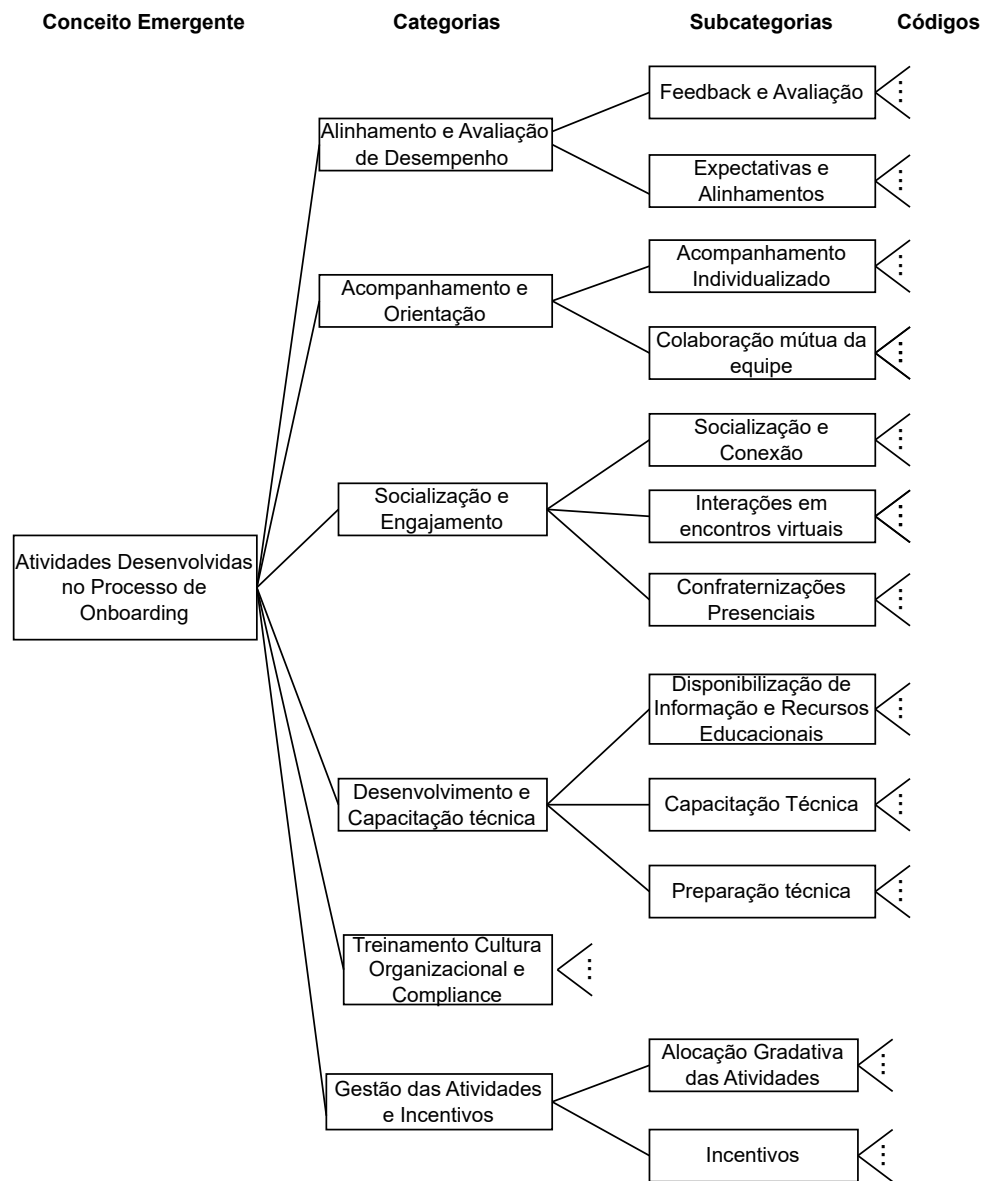 Conceito Emergente
Categorias
Subcategorias
Códigos
Atividades Desenvolvidas
no Processo de
Onboarding
Alinhamento e Avaliação
de Desempenho
Feedback e Avaliação
Expectativas e
Alinhamentos
Acompanhamento e
Orientação
Acompanhamento
Individualizado
Colaboração mútua da
equipe
Socialização e
Engajamento
Socialização e
Conexão
Interações em
encontros virtuais
Confraternizações
Presenciais
Desenvolvimento e
Capacitação técnica
Disponibilização de
Informação e Recursos
Educacionais
Capacitação Técnica
Preparação técnica
Treinamento Cultura
Organizacional e
Compliance
Gestão das Atividades
e Incentivos
Alocação Gradativa
das Atividades
Incentivos